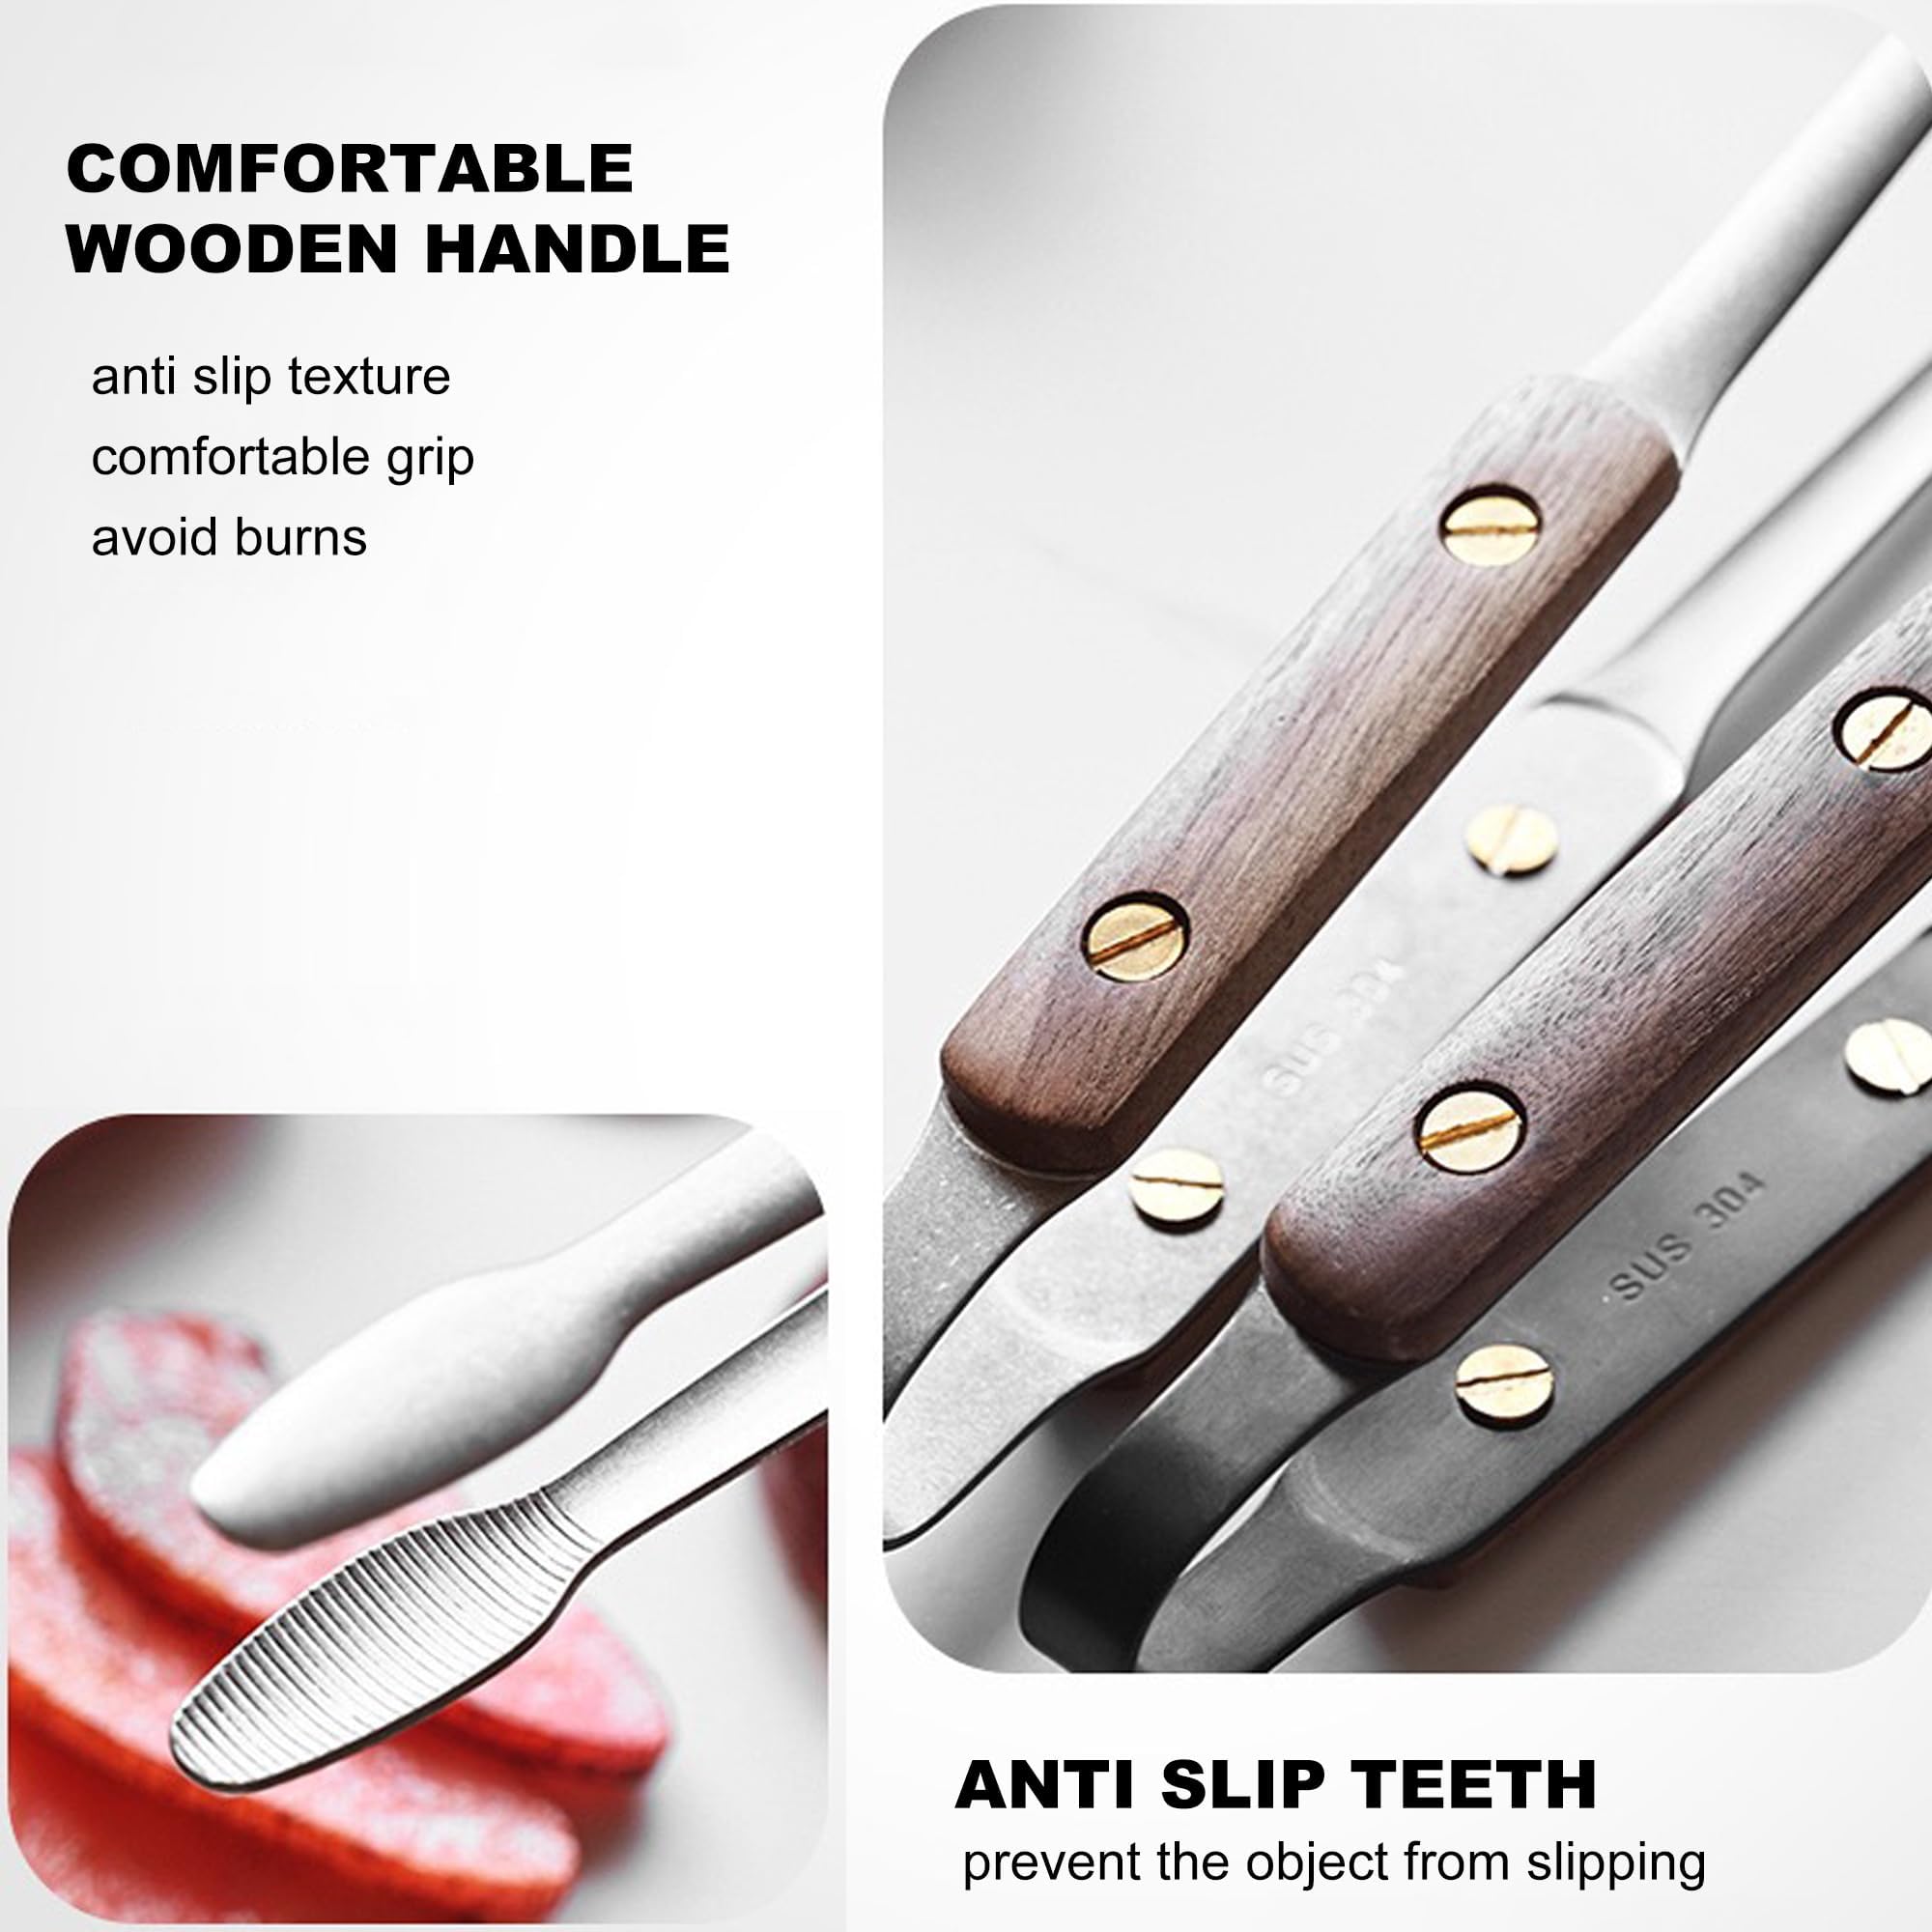 COMFORTABLE
WOODEN HANDLE
anti slip texture
comfortable grip
avoid burns
SUS 304
SUS 304
ANTI SLIP TEETH
prevent the object from slipping